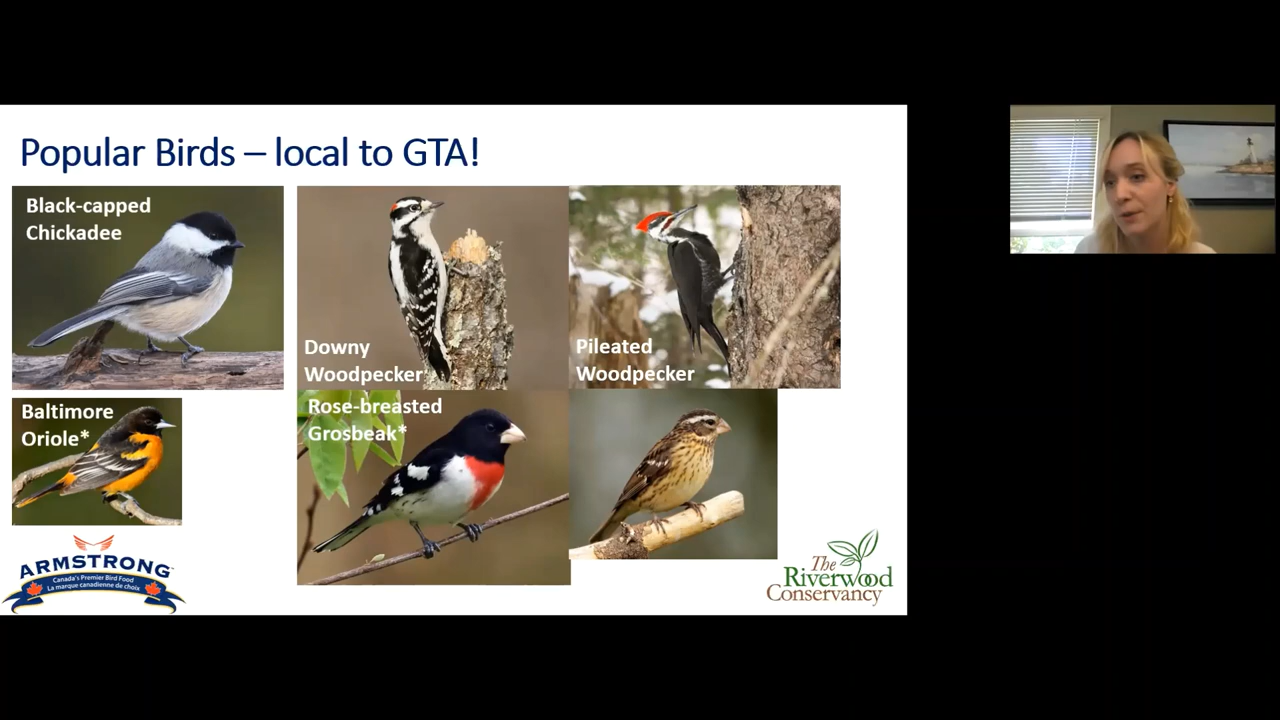 Popular Birds – local to GTA!
Black-capped
Chickadee
Downy
Woodpecker
Pileated
Woodpecker
Baltimore
Oriole*
Rose-breasted
Grosbeak*
ARMSTRONG
Canada's Premier Bird Food
La marque canadienne de choix
The
Riverwood
Conservancy